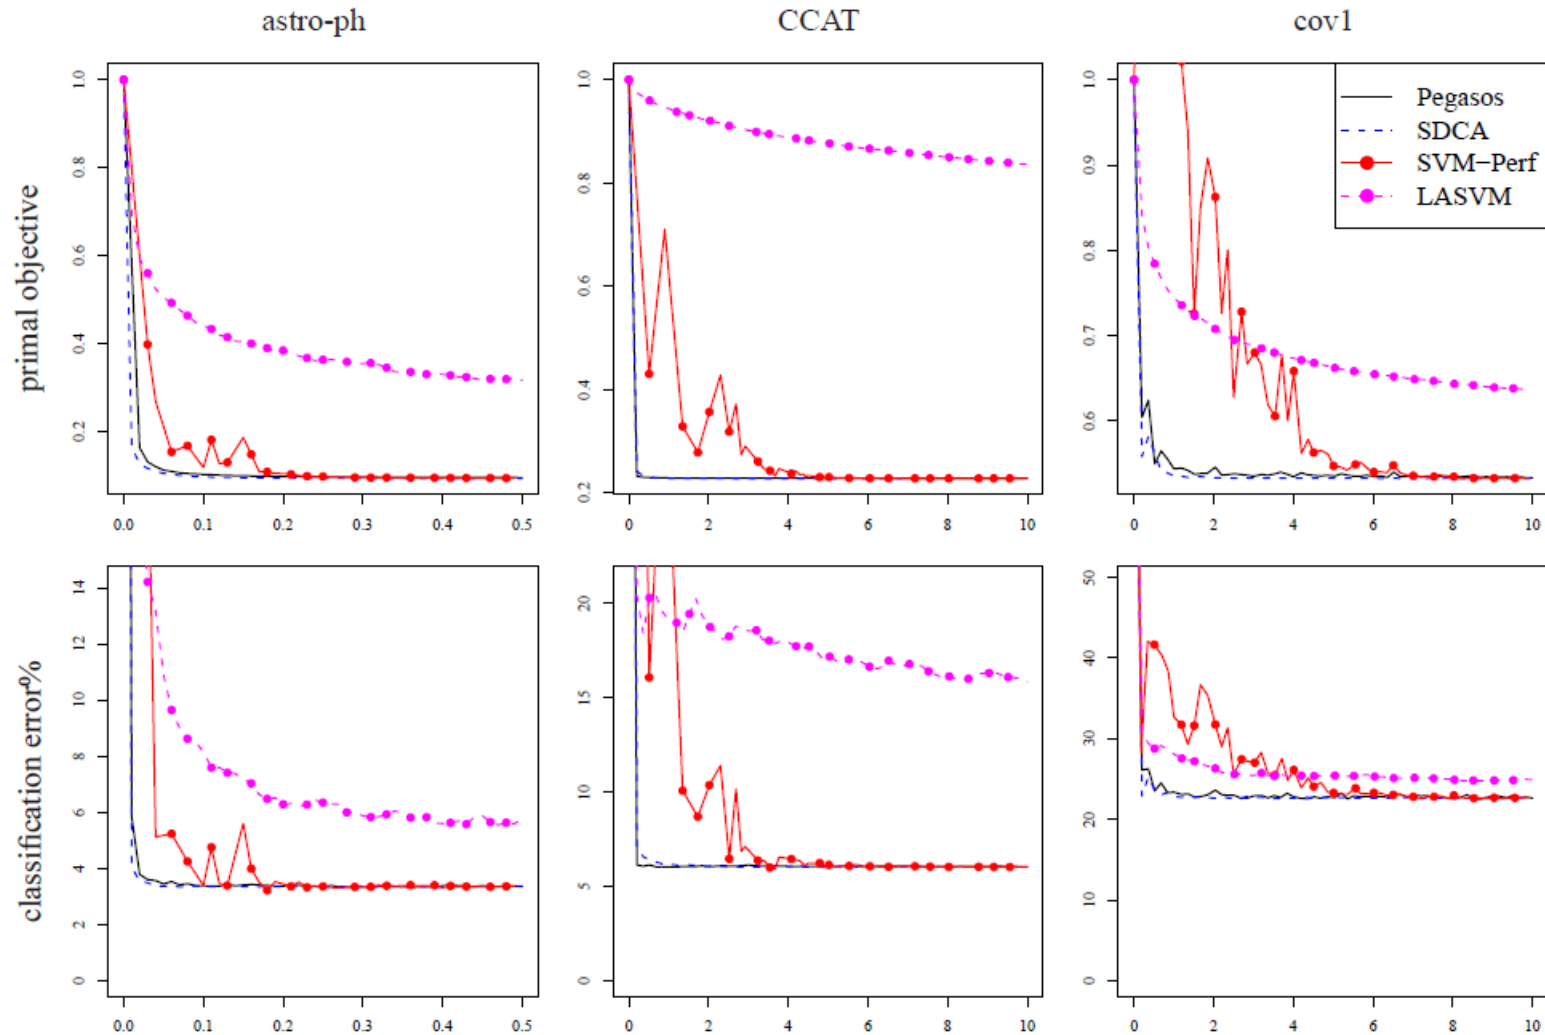 astro-ph CCAT cov1
primal objective
1.0
0.8
0.6
0.4
0.2
0.0 0.1 0.2 0.3 0.4 0.5
1.0
0.8
0.6
0.4
0.2
0 2 4 6 8 10
1.0
0.9
0.8
0.7
0.6
0 2 4 6 8 10
Pegasos
SDCA
SVM-Perf
LASVM
classification error%
14
12
10
8
6
4
2
0
0.0 0.1 0.2 0.3 0.4 0.5
20
15
10
5
0
0 2 4 6 8 10
50
40
30
20
10
0
0 2 4 6 8 10